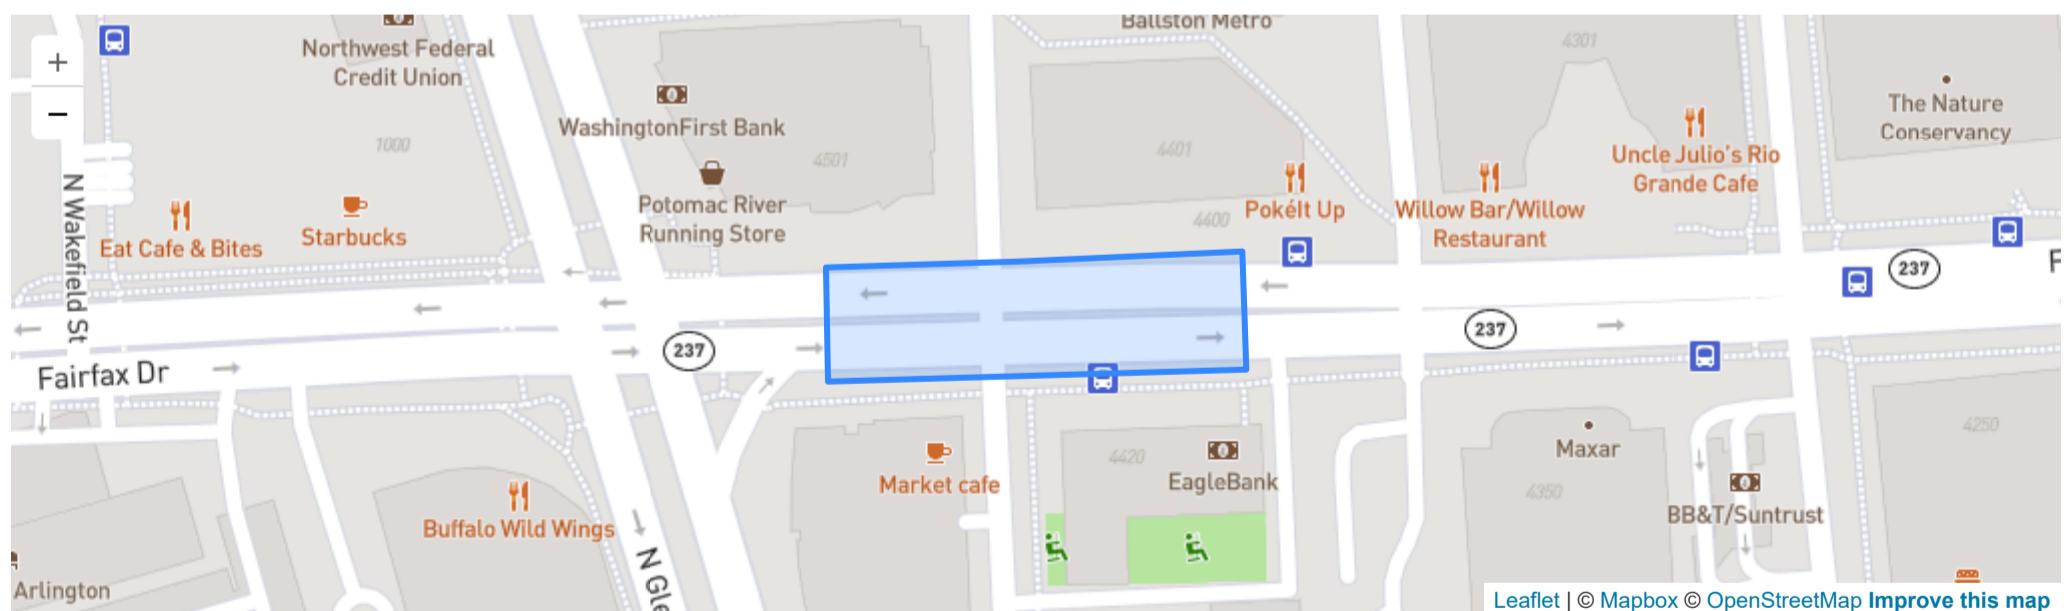 +
−
Northwest Federal
Credit Union
WashingtonFirst Bank
Ballston Metro
4301
The Nature
Conservancy
1000
4501
4401
Uncle Julio's Rio
Grande Cafe
N Wakefield St
Eat Cafe & Bites
Starbucks
Potomac River
Running Store
4400
PokéIt Up
Willow Bar/Willow
Restaurant
237
F
237
237
Fairfax Dr
4250
Market cafe
4420
EagleBank
Maxar
4350
BB&T/Suntrust
Buffalo Wild Wings
N Gle
Arlington
Leaflet | © Mapbox © OpenStreetMap Improve this map